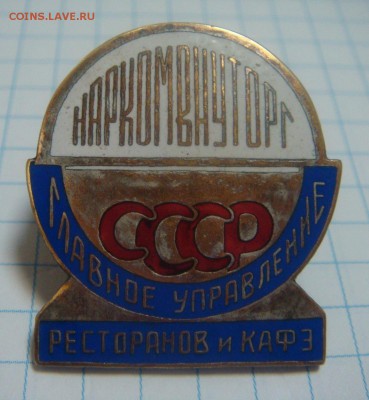 COINS.LAVE.RU
НАРКОМВНУТОРГ
СССР
ГЛАВНОЕ УПРАВЛЕНИЕ
РЕСТОРАНОВ и КАФЭ